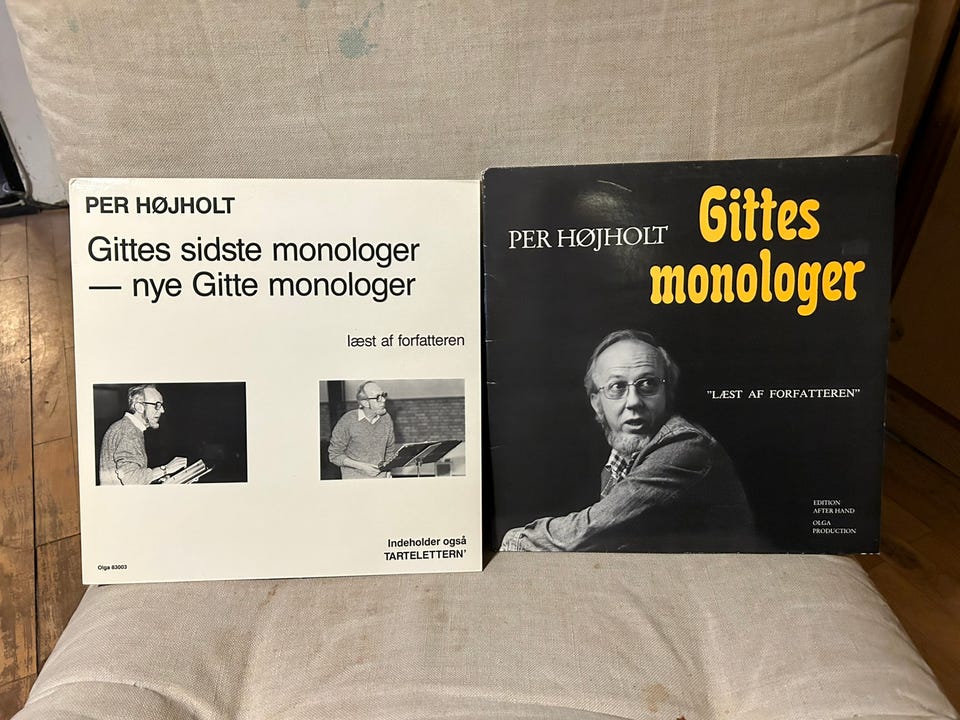 PER HØJHOLT
Gittes sidste monologer
— nye Gitte monologer
læst af forfatteren
Indeholder også
TARTELETTERN'
Olga 83003
PER HØJHOLT
Gittes
monologer
"LÆST AF FORFATTEREN"
EDITION
AFTER HAND
OLGA
PRODUCTION